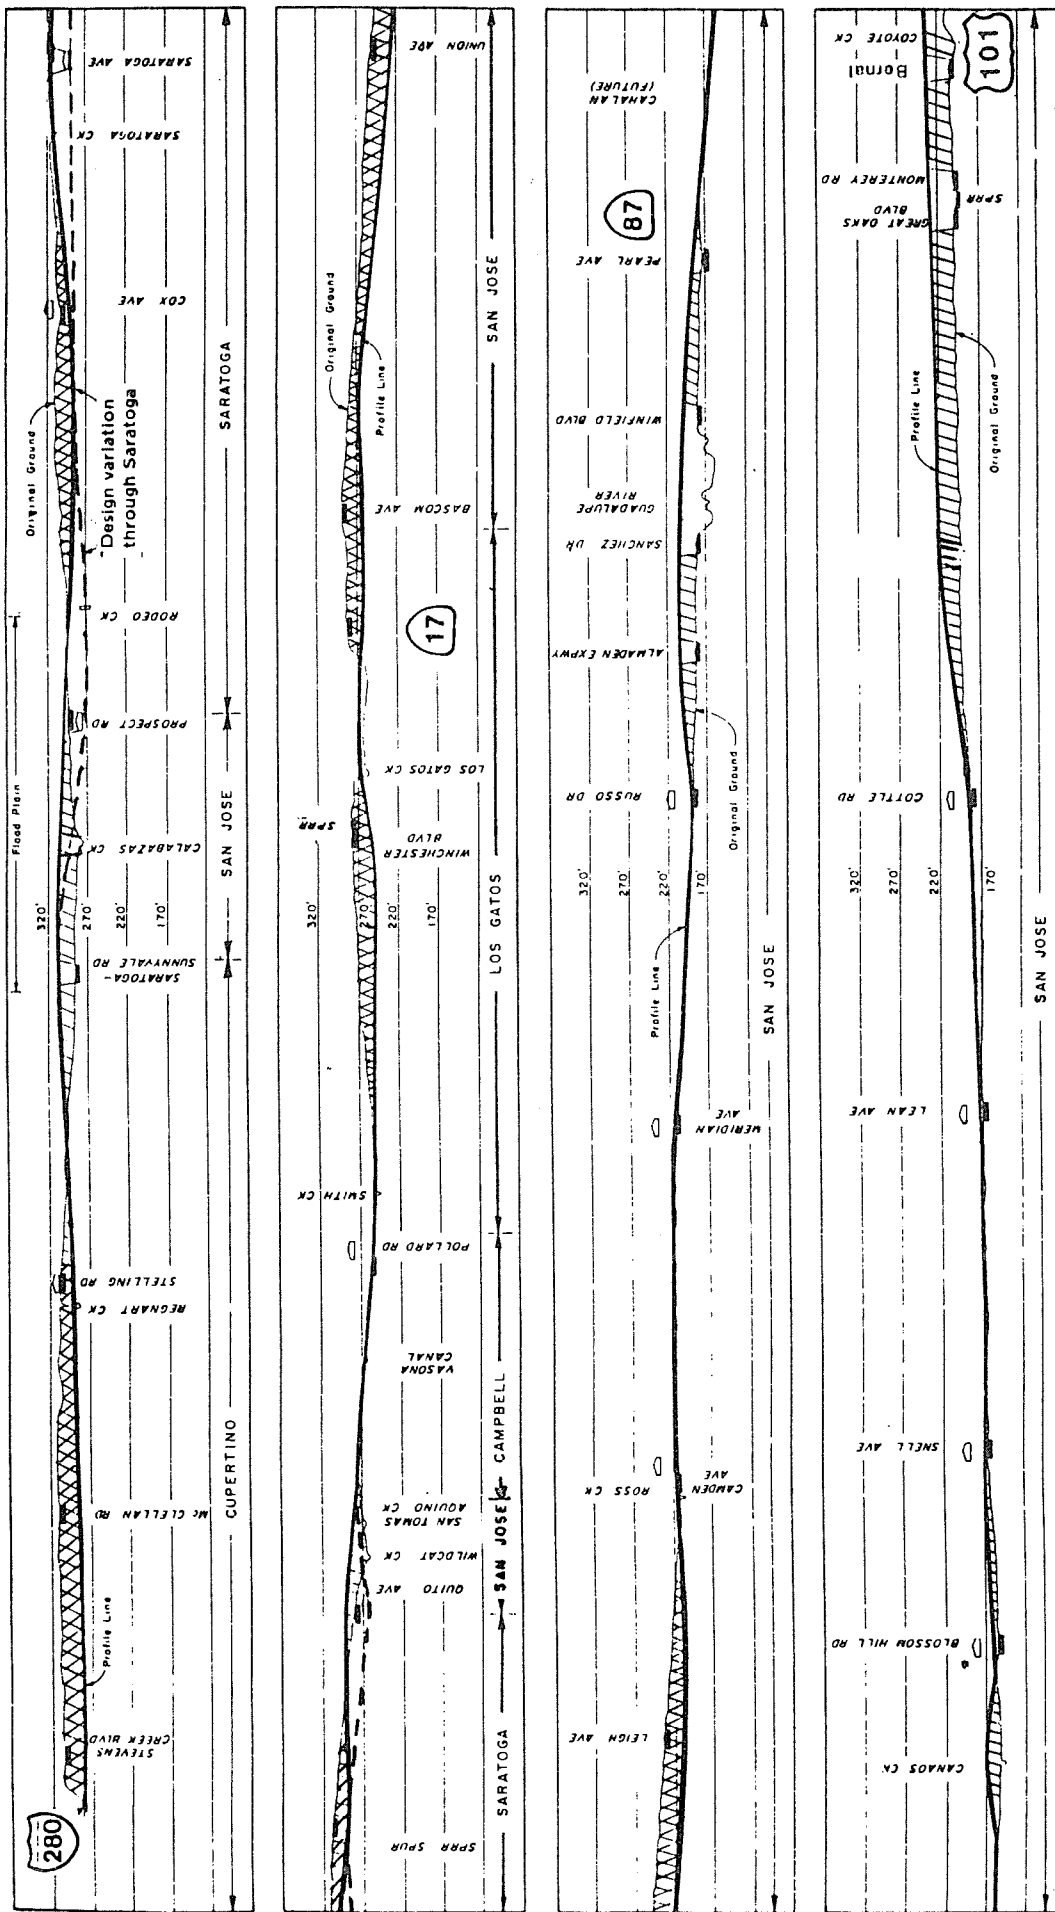 280
STEVENS
CREEK BLVD
Profile Line
Mc CLELLAN RD
REGNART CK
STELLING RD
SARATOGA-
SUNNYVALE RD
320'
270'
220'
170'
CALABAZAS CK
PROSPECT RD
RODEO CK
Flood Plain
"Design variation
through Saratoga
Original Ground
COX AVE
SARATOGA CK
SARATOGA AVE
CUPERTINO
SAN JOSE
SARATOGA
SPRR SPUR
QUITO AVE
WILDCAT CK
SAN TOMAS
AQUINO CK
VASONA
CANAL
POLLARD RD
SMITH CK
320'
270'
220'
170'
WINCHESTER
BLVD
SPRR
LOS GATOS CK
17
BASCOM AVE
Profile Line
Original Ground
UNION AVE
SARATOGA
SAN JOSE
CAMPBELL
LOS GATOS
SAN JOSE
LEIGH AVE
CAMDEN
AVE
ROSS CK
MERIDIAN
AVE
Profile Line
320'
270'
220'
170'
RUSSO DR
Original Ground
ALMADEN EXPWY
SANCHEZ DR
GUADALUPE
RIVER
WINFIELD BLVD
PEARL AVE
87
CAHALAN
(FUTURE)
SAN JOSE
CANAOS CK
BLOSSOM HILL RD
SNELL AVE
LEAN AVE
320'
270'
220'
170'
COTTLE RD
Profile Line
Original Ground
GREAT OAKS
BLVD
SPRR
MONTEREY RD
Bernal
COYOTE CK
101
SAN JOSE